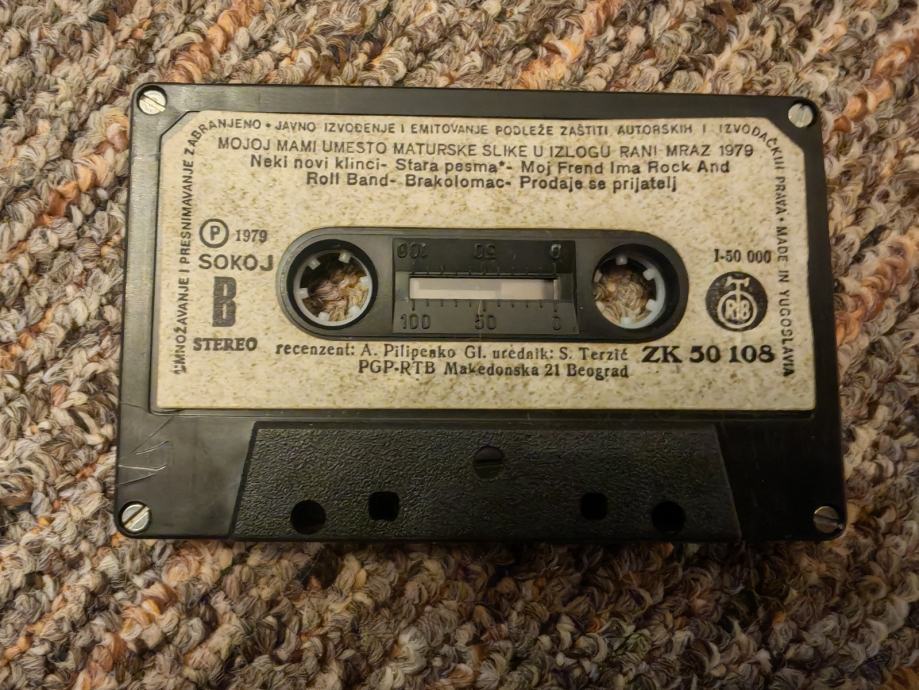 UMNOŽAVANJE I PRESNIMAVANJE ZABRANJENO • JAVNO IZVOĐENJE I EMITOVANJE PODLEŽE ZAŠTITI AUTORSKIH I IZVOĐAČKIH PRAVA • MADE IN YUGOSLAVIA
MOJOJ MAMI UMESTO MATURSKE SLIKE U IZLOGU RANI MRAZ 1979
Neki novi klinci- Stara pesma*- Moj Frend Ima Rock And
Roll Band- Brakolomac- Prodaje se prijatelj
P 1979
SOKOJ
B
STEREO
100 50 0
100 50 0
I-50 000
RTB
recenzent: A. Pilipenko Gl. urednik: S. Terzić ZK 50 108
PGP-RTB Makedonska 21 Beograd